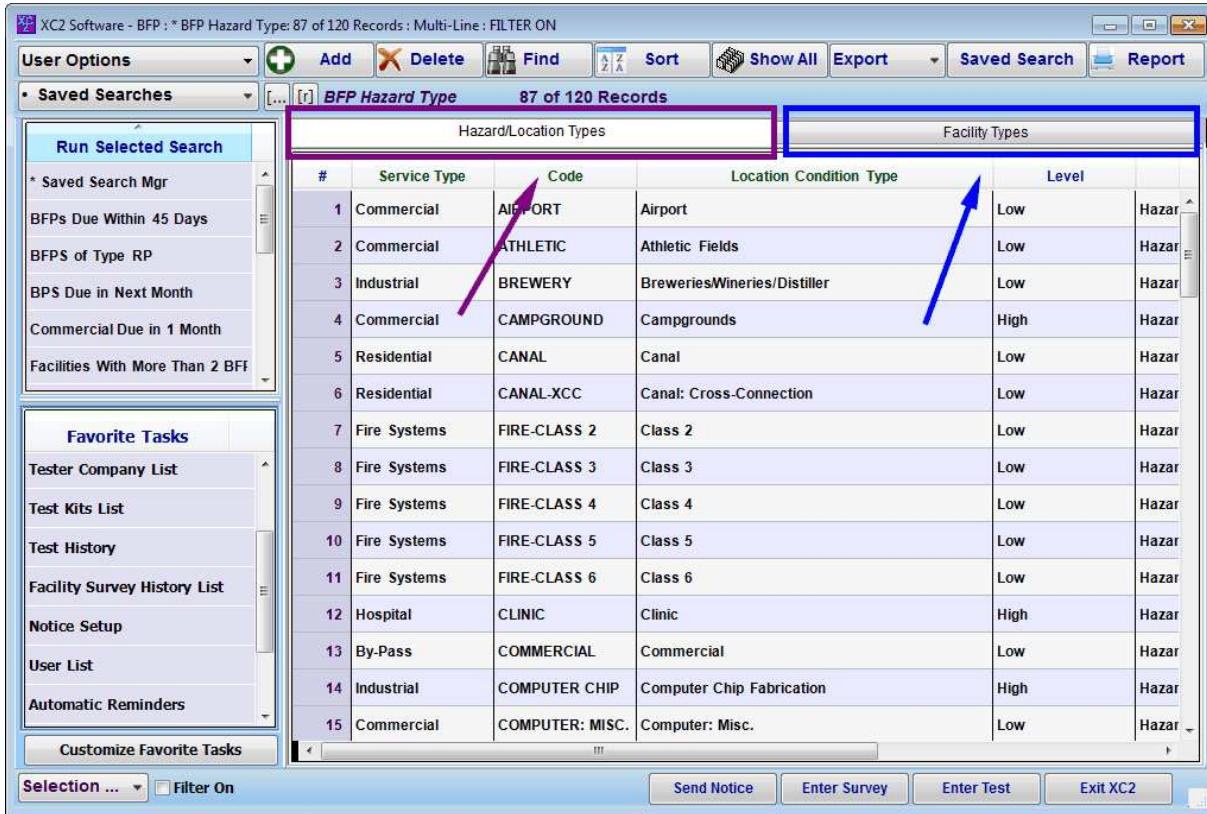 XC2 Software - BFP : * BFP Hazard Type: 87 of 120 Records : Multi-Line : FILTER ON
User Options Add Delete Find Sort Show All Export Saved Search Report
• Saved Searches [... [r] BFP Hazard Type 87 of 120 Records
Run Selected Search
* Saved Search Mgr
BFPs Due Within 45 Days
BFPS of Type RP
BPS Due in Next Month
Commercial Due in 1 Month
Facilities With More Than 2 BFF
Favorite Tasks
Tester Company List
Test Kits List
Test History
Facility Survey History List
Notice Setup
User List
Automatic Reminders
Customize Favorite Tasks
Hazard/Location Types Facility Types
# Service Type Code Location Condition Type Level
1 Commercial AIRPORT Airport Low Hazar
2 Commercial ATHLETIC Athletic Fields Low Hazar
3 Industrial BREWERY Breweries/Wineries/Distiller Low Hazar
4 Commercial CAMPGROUND Campgrounds High Hazar
5 Residential CANAL Canal Low Hazar
6 Residential CANAL-XCC Canal: Cross-Connection Low Hazar
7 Fire Systems FIRE-CLASS 2 Class 2 Low Hazar
8 Fire Systems FIRE-CLASS 3 Class 3 Low Hazar
9 Fire Systems FIRE-CLASS 4 Class 4 Low Hazar
10 Fire Systems FIRE-CLASS 5 Class 5 Low Hazar
11 Fire Systems FIRE-CLASS 6 Class 6 Low Hazar
12 Hospital CLINIC Clinic High Hazar
13 By-Pass COMMERCIAL Commercial Low Hazar
14 Industrial COMPUTER CHIP Computer Chip Fabrication High Hazar
15 Commercial COMPUTER: MISC. Computer: Misc. Low Hazar
Selection ... Filter On Send Notice Enter Survey Enter Test Exit XC2